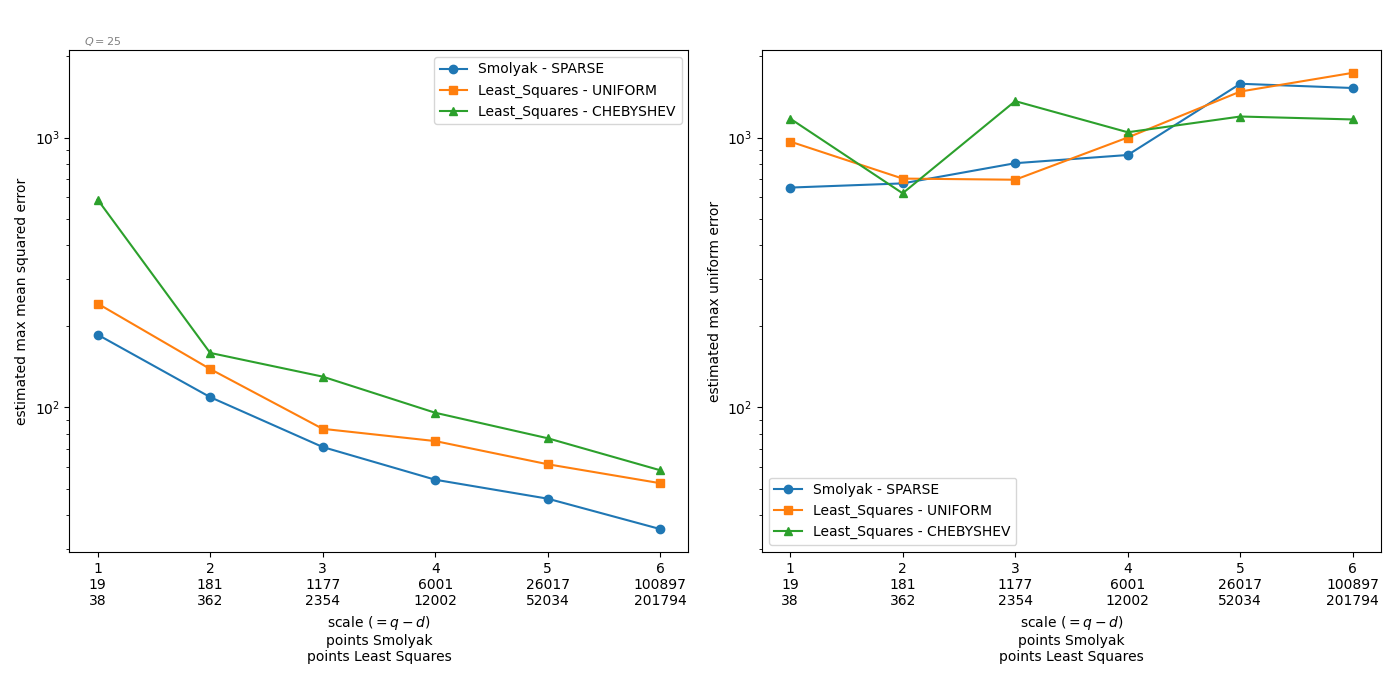 Q = 25
estimated max mean squared error
10³
10²
Smolyak - SPARSE
Least_Squares - UNIFORM
Least_Squares - CHEBYSHEV
1 2 3 4 5 6
19 181 1177 6001 26017 100897
38 362 2354 12002 52034 201794
scale (= q − d)
points Smolyak
points Least Squares
estimated max uniform error
10³
10²
Smolyak - SPARSE
Least_Squares - UNIFORM
Least_Squares - CHEBYSHEV
1 2 3 4 5 6
19 181 1177 6001 26017 100897
38 362 2354 12002 52034 201794
scale (= q − d)
points Smolyak
points Least Squares